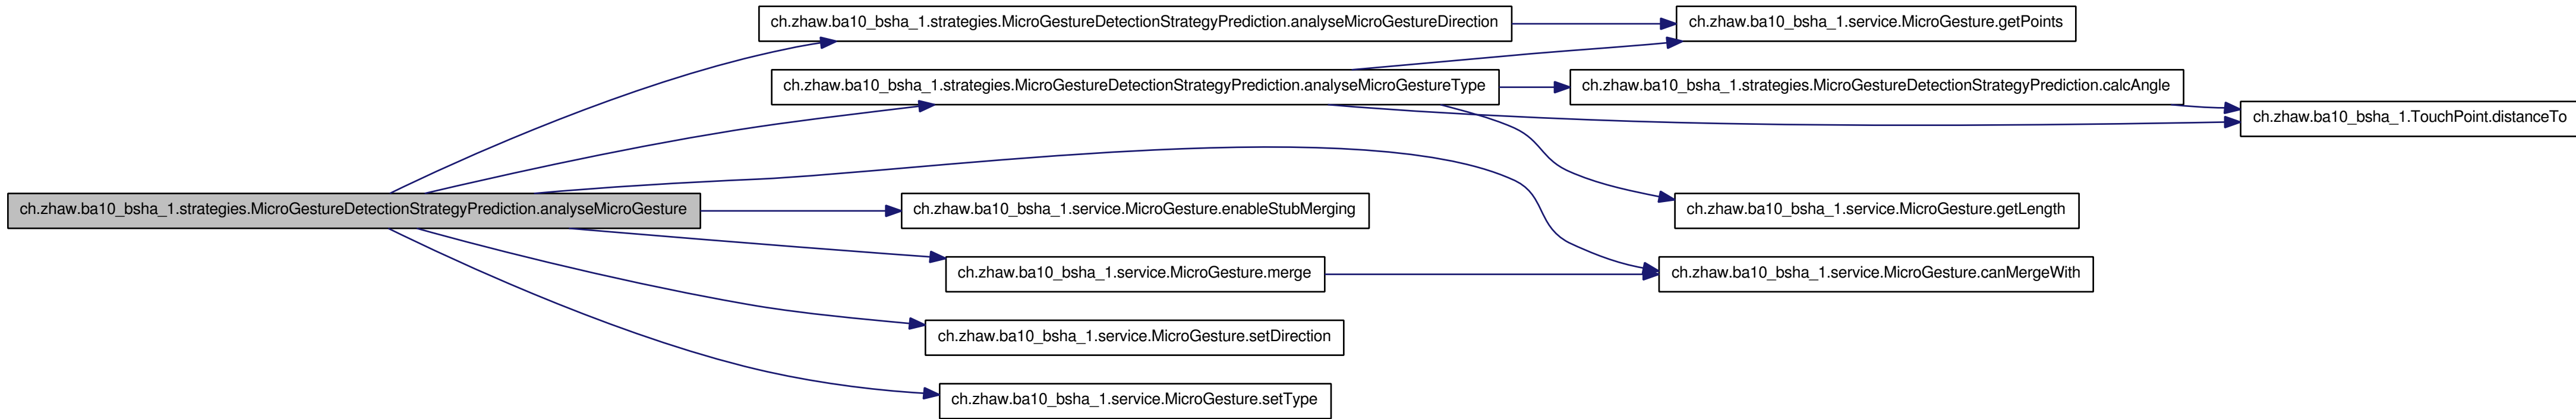 ch.zhaw.ba10_bsha_1.strategies.MicroGestureDetectionStrategyPrediction.analyseMicroGestureDirection
ch.zhaw.ba10_bsha_1.service.MicroGesture.getPoints
ch.zhaw.ba10_bsha_1.strategies.MicroGestureDetectionStrategyPrediction.analyseMicroGestureType
ch.zhaw.ba10_bsha_1.strategies.MicroGestureDetectionStrategyPrediction.calcAngle
ch.zhaw.ba10_bsha_1.TouchPoint.distanceTo
ch.zhaw.ba10_bsha_1.strategies.MicroGestureDetectionStrategyPrediction.analyseMicroGesture
ch.zhaw.ba10_bsha_1.service.MicroGesture.enableStubMerging
ch.zhaw.ba10_bsha_1.service.MicroGesture.getLength
ch.zhaw.ba10_bsha_1.service.MicroGesture.merge
ch.zhaw.ba10_bsha_1.service.MicroGesture.canMergeWith
ch.zhaw.ba10_bsha_1.service.MicroGesture.setDirection
ch.zhaw.ba10_bsha_1.service.MicroGesture.setType